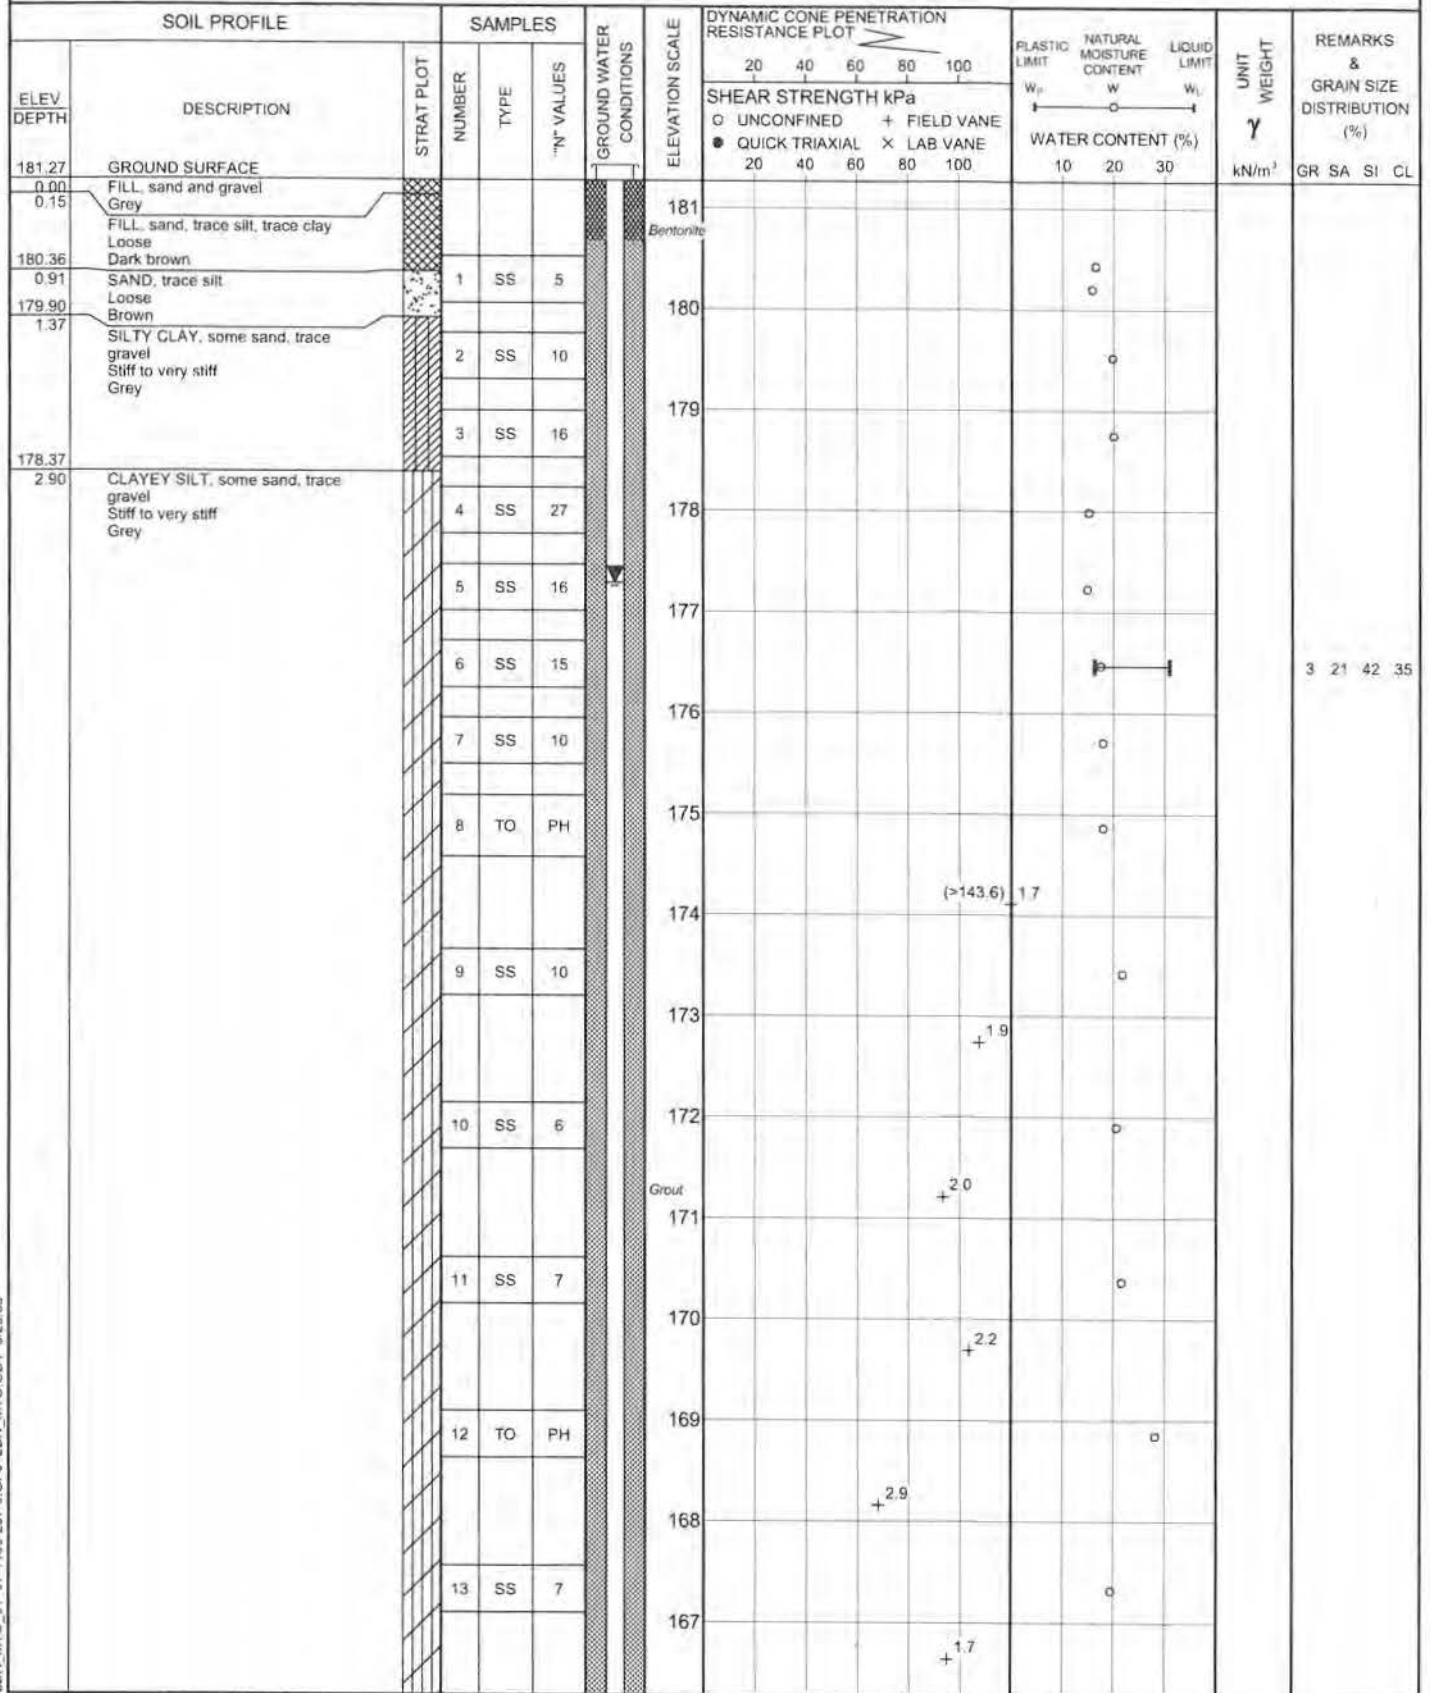 SOIL PROFILE
SAMPLES
GROUND WATER CONDITIONS
ELEVATION SCALE
DYNAMIC CONE PENETRATION
RESISTANCE PLOT
20 40 60 80 100
SHEAR STRENGTH kPa
O UNCONFINED + FIELD VANE
● QUICK TRIAXIAL × LAB VANE
20 40 60 80 100
PLASTIC LIMIT
NATURAL MOISTURE CONTENT
LIQUID LIMIT
WP W WL
WATER CONTENT (%)
10 20 30
UNIT WEIGHT
γ
kN/m³
REMARKS
&
GRAIN SIZE
DISTRIBUTION
(%)
GR SA SI CL
ELEV
DEPTH
DESCRIPTION
STRAT PLOT
NUMBER
TYPE
"N" VALUES
181.27 GROUND SURFACE
0.00 FILL, sand and gravel
0.15 Grey
FILL, sand, trace silt, trace clay
Loose
180.36 Dark brown
0.91 SAND, trace silt
Loose
179.90 Brown
1.37
SILTY CLAY, some sand, trace
gravel
Stiff to very stiff
Grey
178.37
2.90 CLAYEY SILT, some sand, trace
gravel
Stiff to very stiff
Grey
1 SS 5
2 SS 10
3 SS 16
4 SS 27
5 SS 16
6 SS 15
7 SS 10
8 TO PH
9 SS 10
10 SS 6
11 SS 7
12 TO PH
13 SS 7
181
Bentonite
180
179
178
177
3 21 42 35
176
175
(>143.6) 1.7
174
173
1.9
172
2.0
Grout
171
170
2.2
169
2.9
168
167
1.7